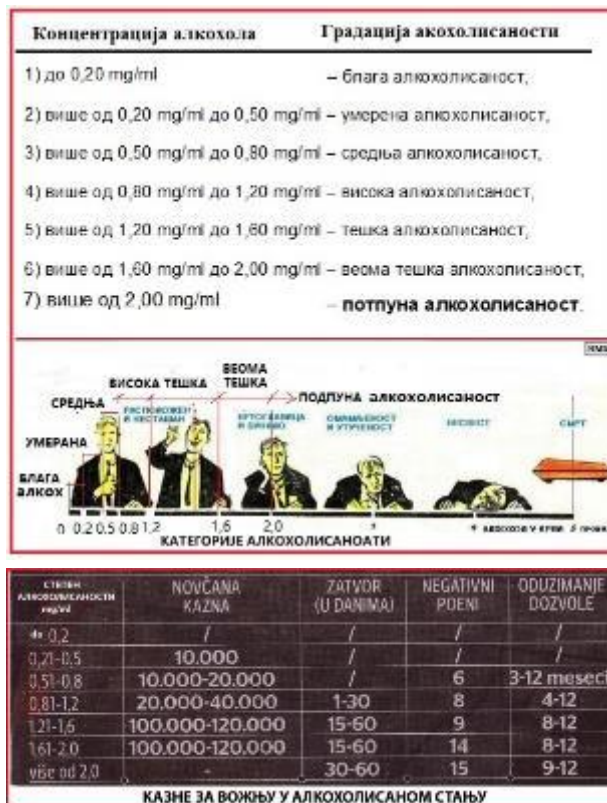 Концентрација алкохола Градација акохолисаности
1) до 0,20 mg/ml – блага алкохолисаност,
2) више од 0,20 mg/ml до 0,50 mg/ml – умерена алкохолисаност,
3) више од 0,50 mg/ml до 0,80 mg/ml – средња алкохолисаност,
4) више од 0,80 mg/ml до 1,20 mg/ml – висока алкохолисаност,
5) више од 1,20 mg/ml до 1,60 mg/ml – тешка алкохолисаност,
6) више од 1,60 mg/ml до 2,00 mg/ml – веома тешка алкохолисаност,
7) више од 2,00 mg/ml – потпуна алкохолисаност.
ВЕОМА
ВИСОКА ТЕШКА ТЕШКА ПОДПУНА алкохолисаност
СРЕДЊА
УМЕРАНА
БЛАГА
АЛКОХ
0 0.2 0.5 0.8 1,2 1,6 2,0
КАТЕГОРИЈЕ АЛКОХОЛИСАНОАТИ
СТЕПЕН АЛКОХОЛИСАНОСТИ mg/ml NOVČANA KAZNA ZATVOR (U DANIMA) NEGATIVNI POENI ODUZIMANJE DOZVOLE
до 0,2 / / / /
0,21-0.5 10.000 / / /
0,51-0.8 10.000-20.000 / 6 3-12 meseci
0,81-1,2 20.000-40.000 1-30 8 4-12
1.21-1,6 100.000-120.000 15-60 9 8-12
1.61-2.0 100.000-120.000 15-60 14 8-12
više od 2,0 - 30-60 15 9-12
КАЗНЕ ЗА ВОЖЊУ У АЛКОХОЛИСАНОМ СТАЊУ